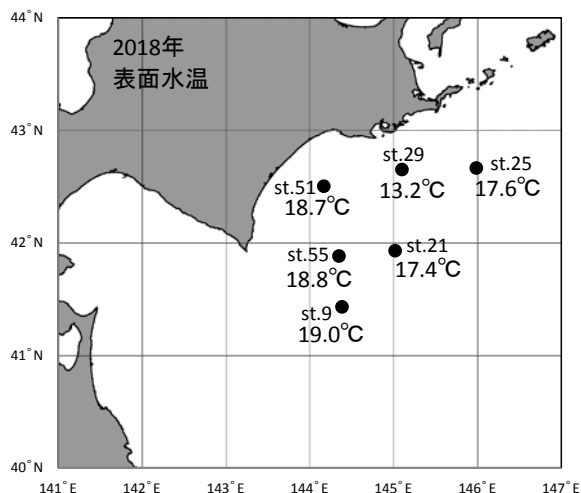 44°N
2018年
表面水温
43°N
st.29
st.25
13.2℃
17.6℃
st.51
18.7℃
42°N
st.55
st.21
18.8℃
17.4℃
st.9
19.0℃
41°N
40°N
141°E 142°E 143°E 144°E 145°E 146°E 147°E